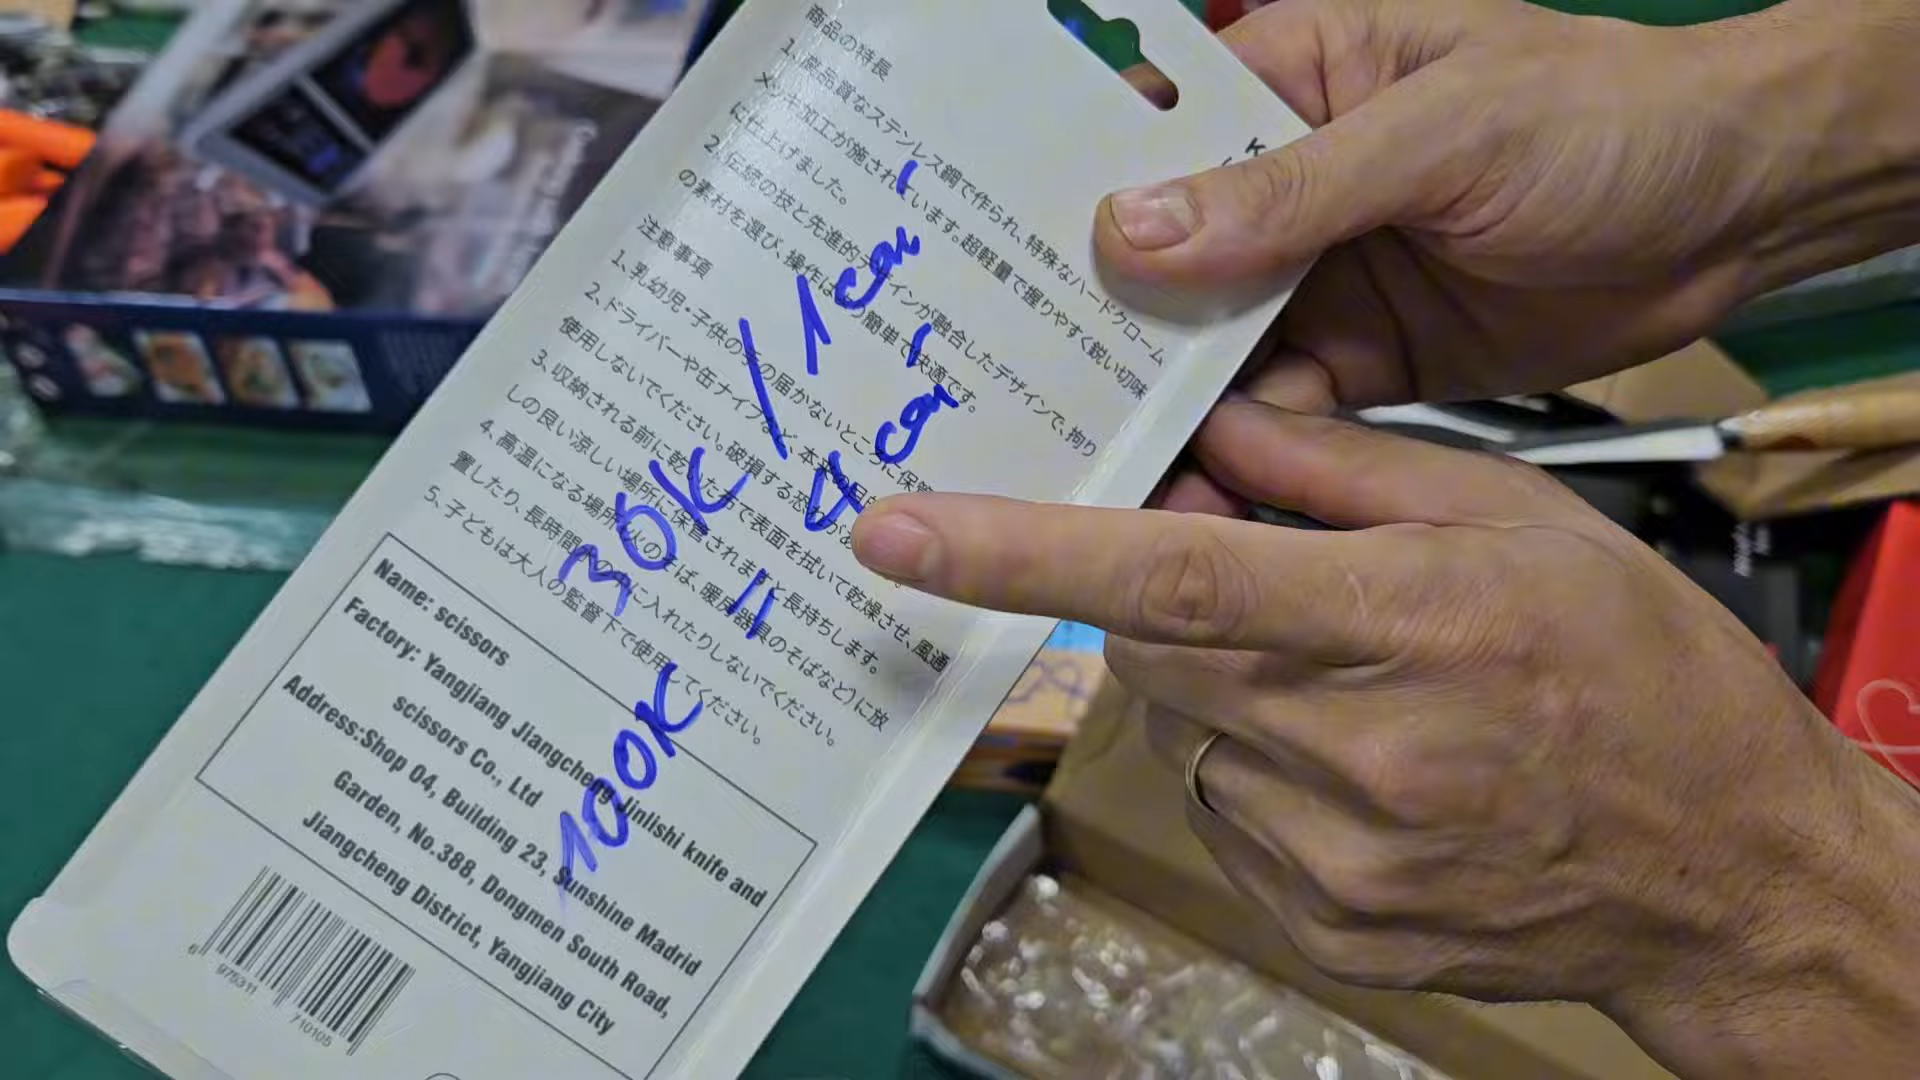 商品の特長
1、高品質なステンレス鋼で作られ、特殊なハードクローム
メッキ加工が施されています。超軽量で握りやすく鋭い切味
に仕上げました。
2、伝統の技と先進的デザインが融合したデザインで、拘り
の素材を選び、操作は 簡単で快適です。
注意事項
1、乳幼児・子供の手の届かないところに保管
2、ドライバーや缶ナイフなど、本来の目的
使用しないでください。破損する恐れがあ
3、収納される前に乾いた布で表面を拭いて乾燥させ、風通
しの良い涼しい場所に保管されますと長持ちします。
4、高温になる場所(火のそば、暖房器具のそばなど)に放
置したり、長時間水の中に入れたりしないでください。
5、子どもは大人の監督下で使用してください。
30K / 1 cái
4 cái
=
100K
Name: scissors
Factory: Yangjiang Jiangcheng Jinlishi knife and
scissors Co., Ltd
Address:Shop 04, Building 23, Sunshine Madrid
Garden, No.388, Dongmen South Road,
Jiangcheng District, Yangjiang City
6 975311 710105